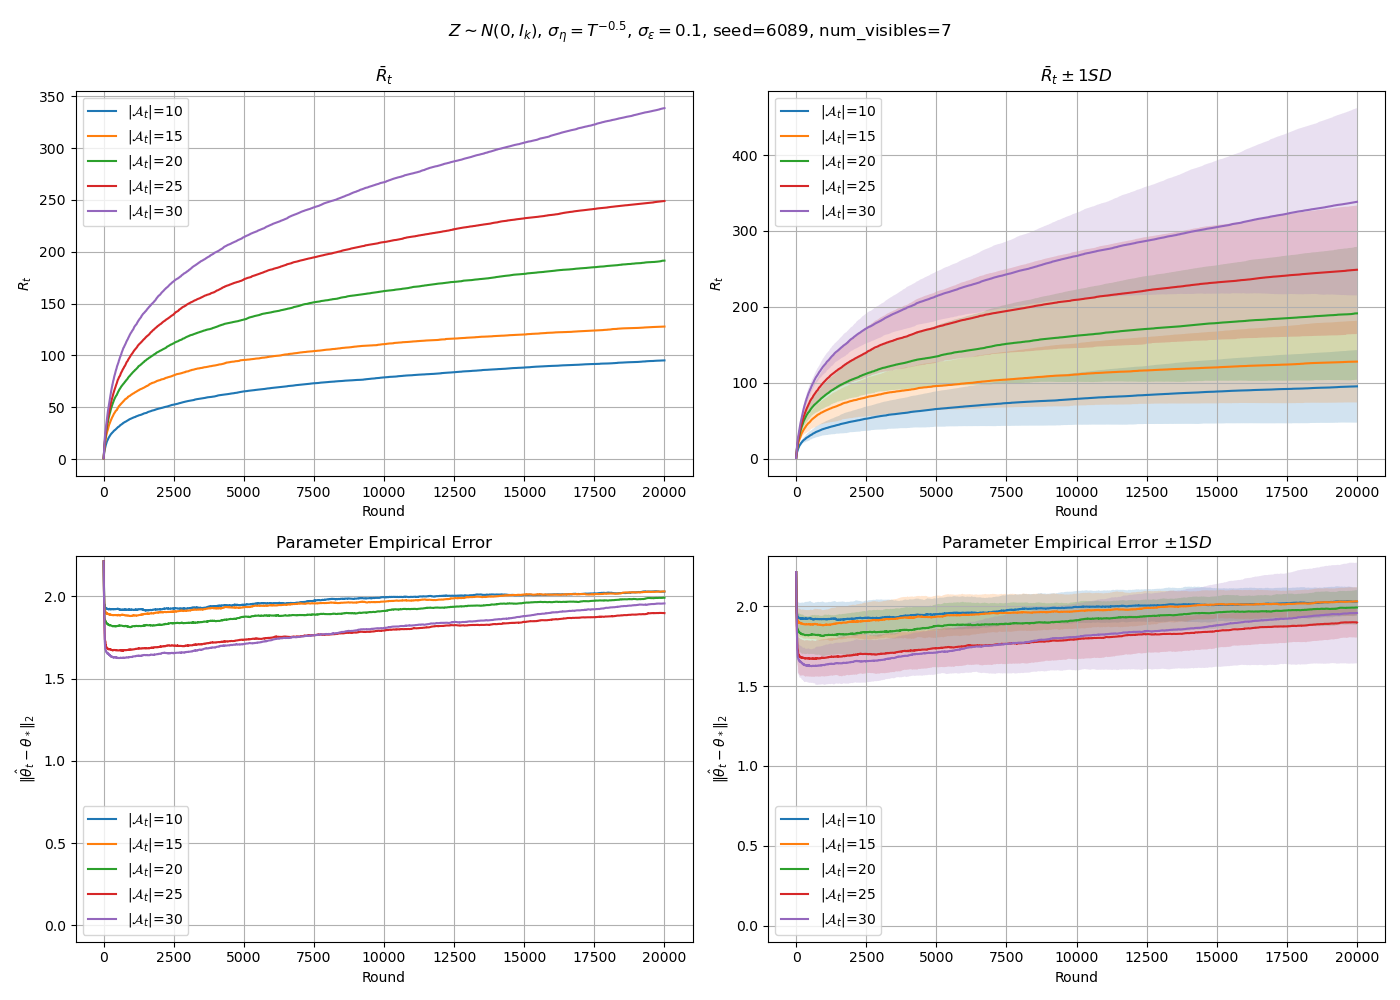 Z ∼ N(0, I_k), σ_η = T^{−0.5}, σ_ε = 0.1, seed=6089, num_visibles=7
R̄_t
350
300
250
200
150
100
50
0
R_t
|𝒜_t|=10
|𝒜_t|=15
|𝒜_t|=20
|𝒜_t|=25
|𝒜_t|=30
0 2500 5000 7500 10000 12500 15000 17500 20000
Round
R̄_t ± 1SD
400
300
200
100
0
R_t
|𝒜_t|=10
|𝒜_t|=15
|𝒜_t|=20
|𝒜_t|=25
|𝒜_t|=30
0 2500 5000 7500 10000 12500 15000 17500 20000
Round
Parameter Empirical Error
2.0
1.5
1.0
0.5
0.0
‖θ̂_t − θ_*‖_2
|𝒜_t|=10
|𝒜_t|=15
|𝒜_t|=20
|𝒜_t|=25
|𝒜_t|=30
0 2500 5000 7500 10000 12500 15000 17500 20000
Round
Parameter Empirical Error ±1SD
2.0
1.5
1.0
0.5
0.0
‖θ̂_t − θ_*‖_2
|𝒜_t|=10
|𝒜_t|=15
|𝒜_t|=20
|𝒜_t|=25
|𝒜_t|=30
0 2500 5000 7500 10000 12500 15000 17500 20000
Round